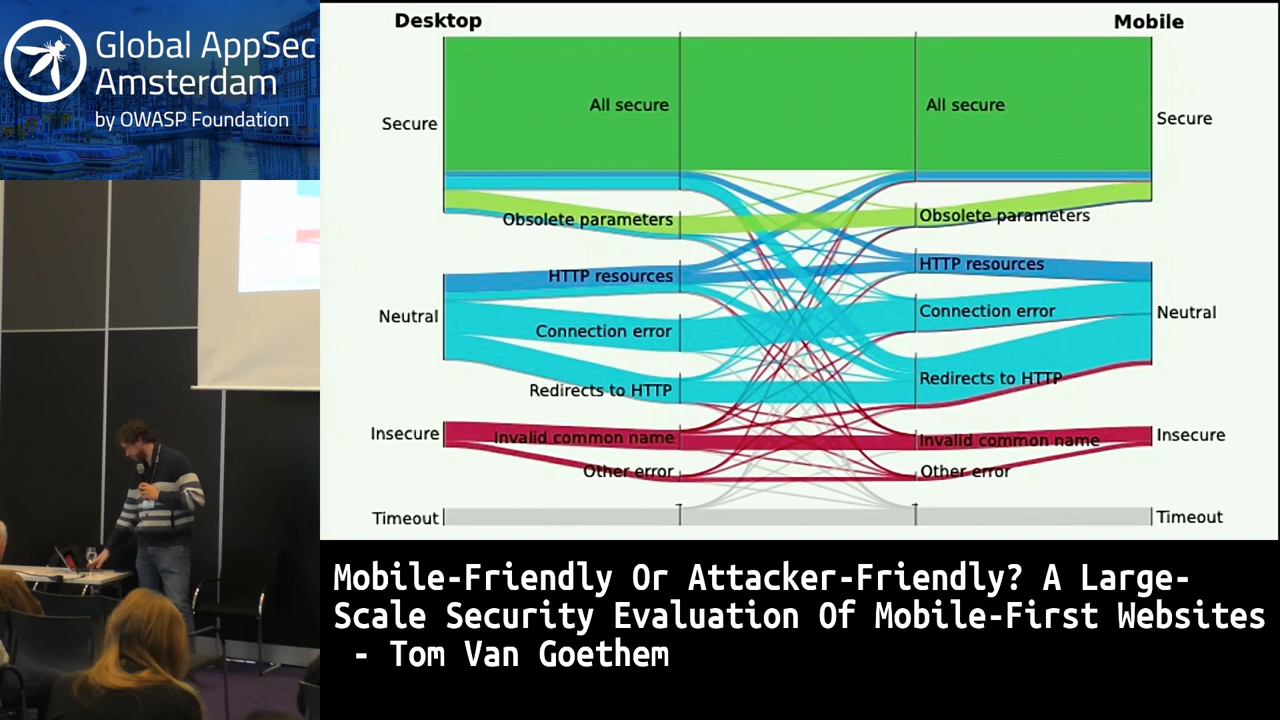 Global AppSec
Amsterdam
by OWASP Foundation
Desktop
Mobile
Secure
All secure
All secure
Secure
Obsolete parameters
Obsolete parameters
Neutral
HTTP resources
HTTP resources
Neutral
Connection error
Connection error
Redirects to HTTP
Redirects to HTTP
Insecure
Invalid common name
Invalid common name
Insecure
Other error
Other error
Timeout
Timeout
Mobile-Friendly Or Attacker-Friendly? A Large-
Scale Security Evaluation Of Mobile-First Websites
- Tom Van Goethem